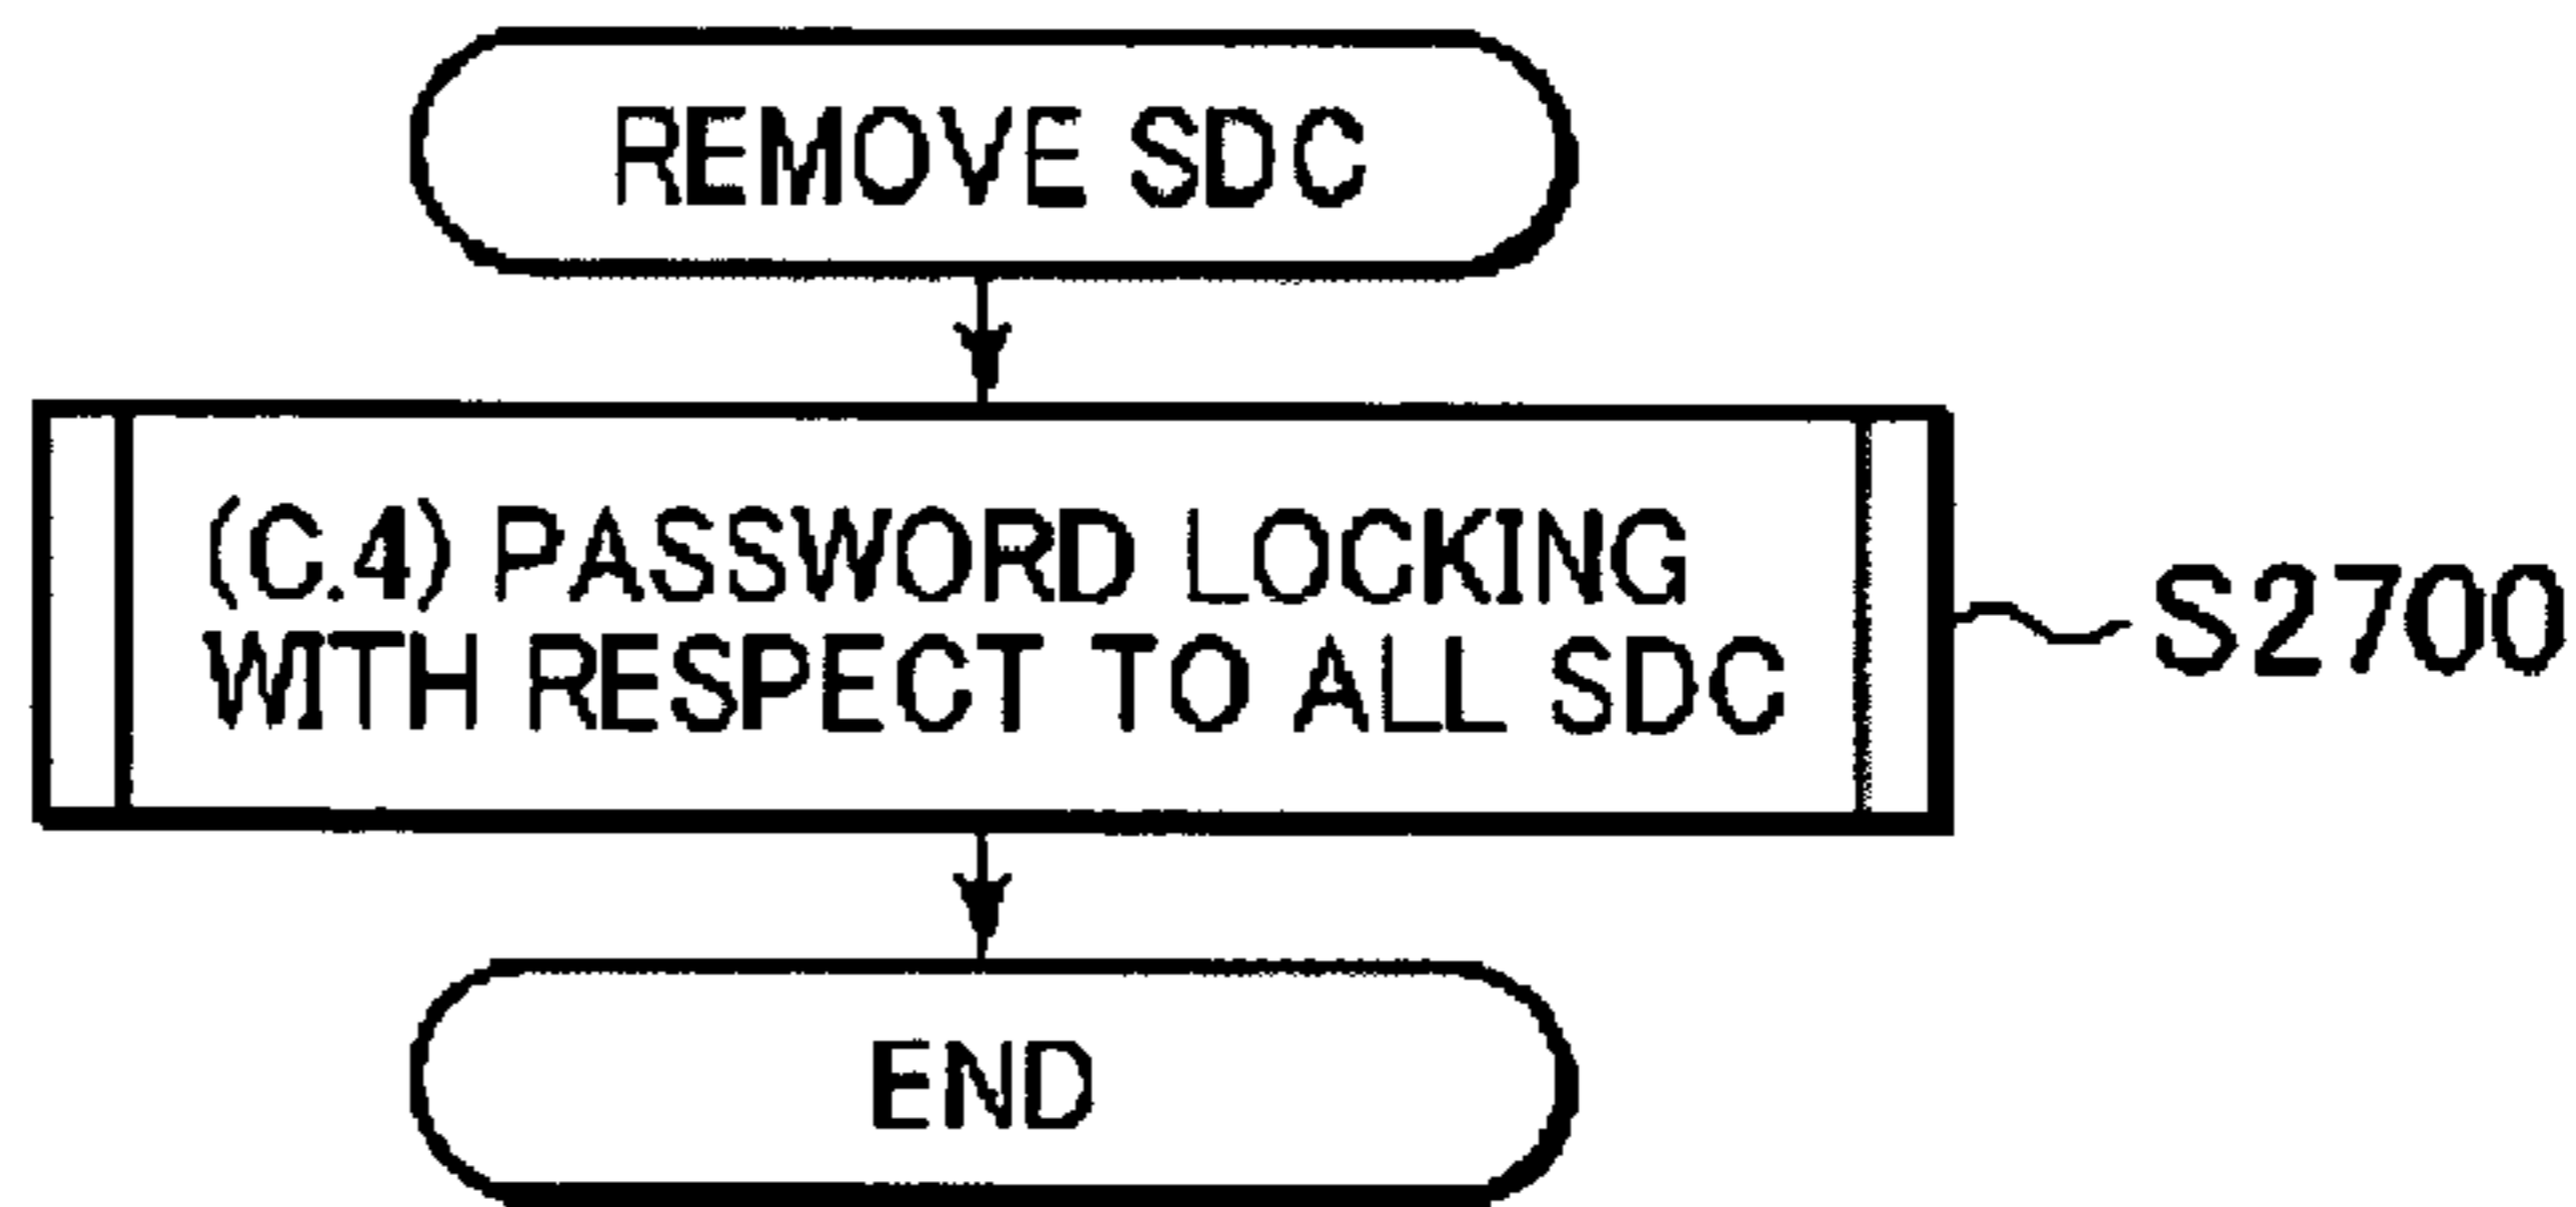 REMOVE SDC
(C.4) PASSWORD LOCKING
WITH RESPECT TO ALL SDC
S2700
END